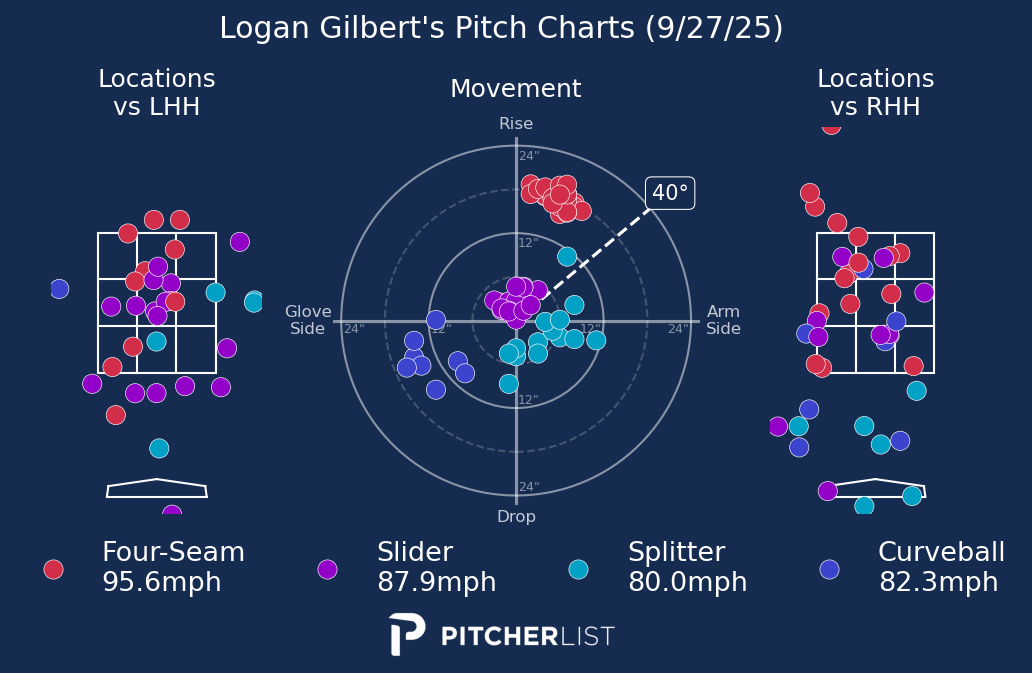 Logan Gilbert's Pitch Charts (9/27/25)
Locations
vs LHH
Movement
Locations
vs RHH
Rise
24"
40°
12"
Glove
Side
24"
12"
12"
24"
Arm
Side
12"
24"
Drop
Four-Seam
95.6mph
Slider
87.9mph
Splitter
80.0mph
Curveball
82.3mph
PITCHERLIST